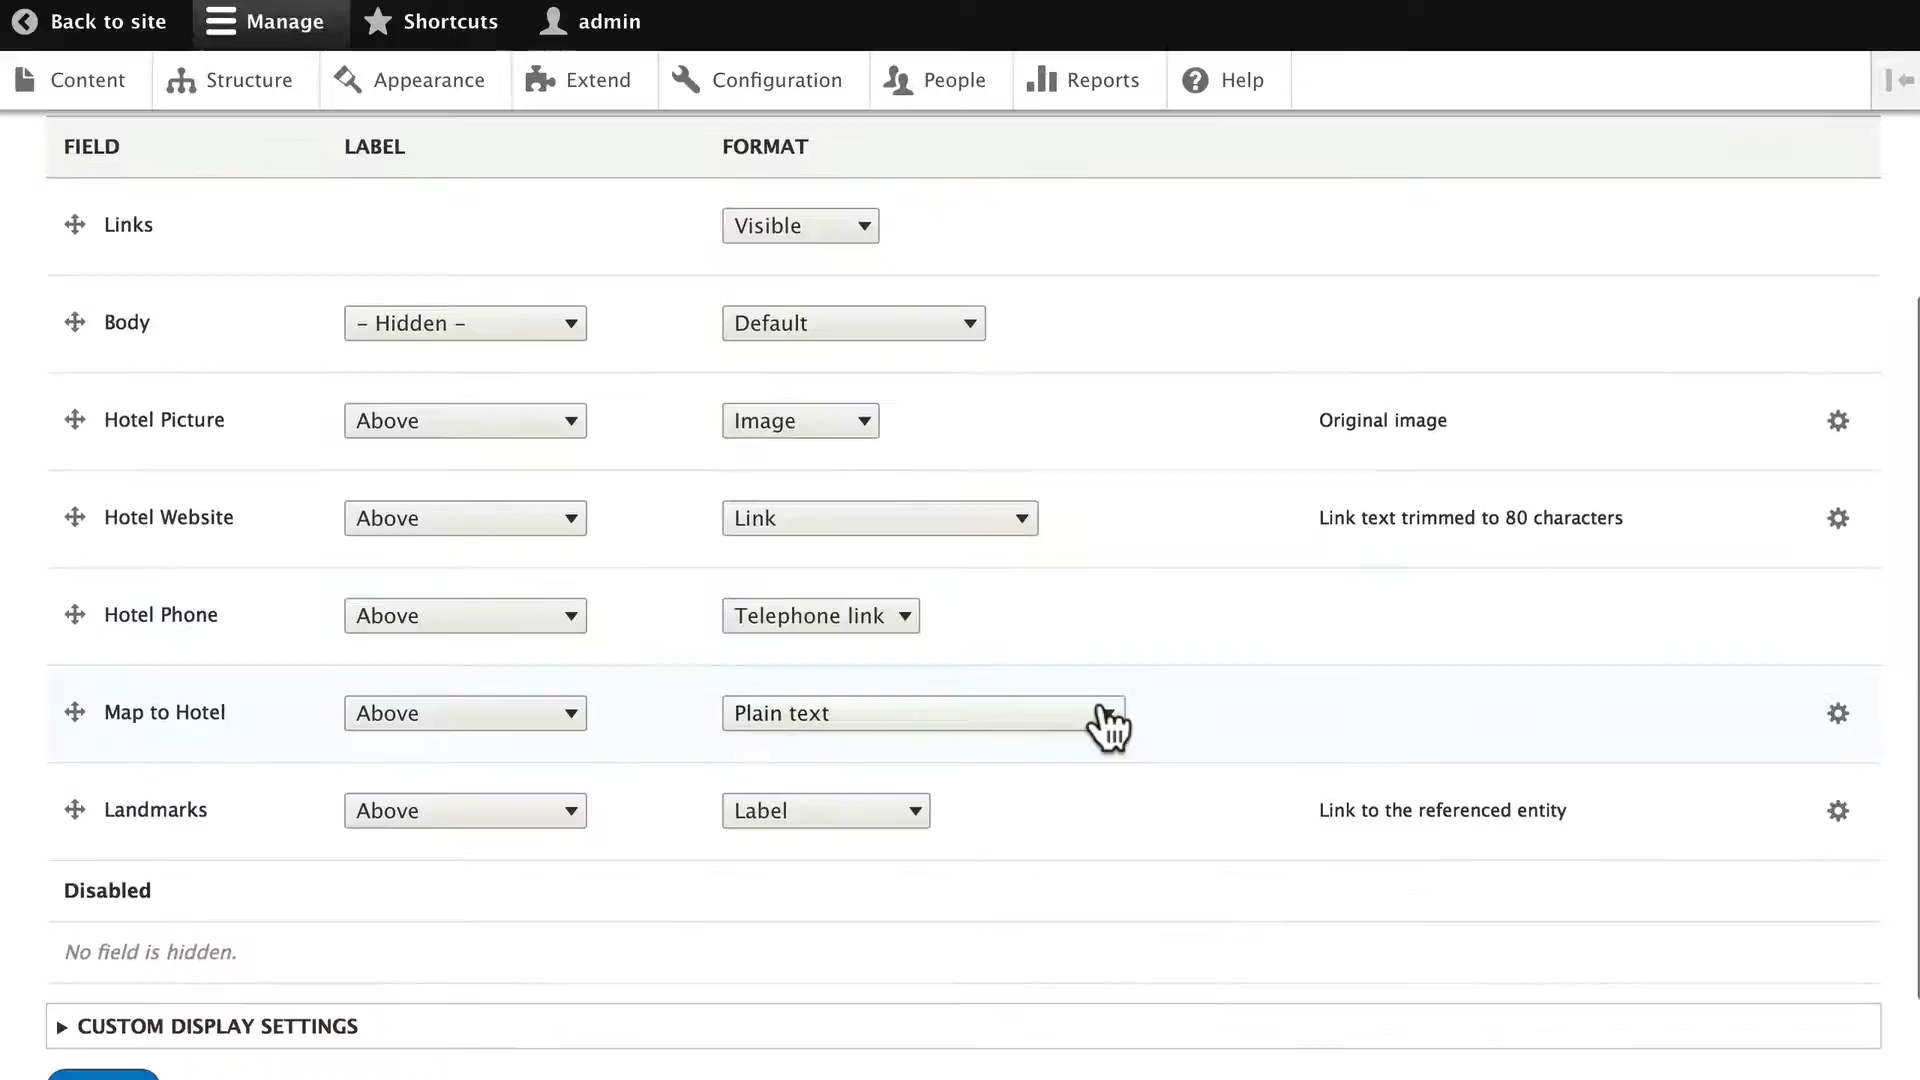 Back to site Manage Shortcuts admin
Content Structure Appearance Extend Configuration People Reports Help
FIELD LABEL FORMAT
Links Visible
Body - Hidden - Default
Hotel Picture Above Image Original image
Hotel Website Above Link Link text trimmed to 80 characters
Hotel Phone Above Telephone link
Map to Hotel Above Plain text
Landmarks Above Label Link to the referenced entity
Disabled
No field is hidden.
CUSTOM DISPLAY SETTINGS